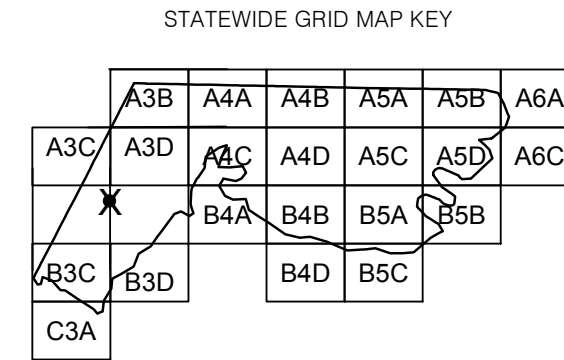 STATEWIDE GRID MAP KEY
A3B A4A A4B A5A A5B A6A
A3C A3D A4C A4D A5C A5D A6C
X B4A B4B B5A B5B
B3C B3D B4D B5C
C3A